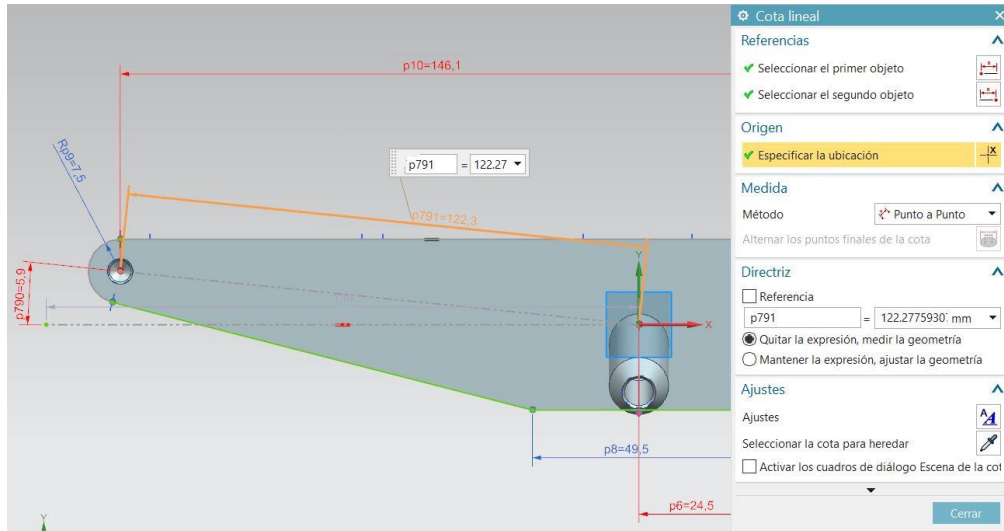 p10=146,1
Rp9=7,5
p791 = 122.27
p791=122,3
p790=5,9
Y
X
p8=49,5
p6=24,5
Y
Cota lineal
Referencias
Seleccionar el primer objeto
Seleccionar el segundo objeto
Origen
Especificar la ubicación
Medida
Método Punto a Punto
Alternar los puntos finales de la cota
Directriz
Referencia
p791 = 122.2775930 mm
Quitar la expresión, medir la geometría
Mantener la expresión, ajustar la geometría
Ajustes
Ajustes
Seleccionar la cota para heredar
Activar los cuadros de diálogo Escena de la cot
Cerrar